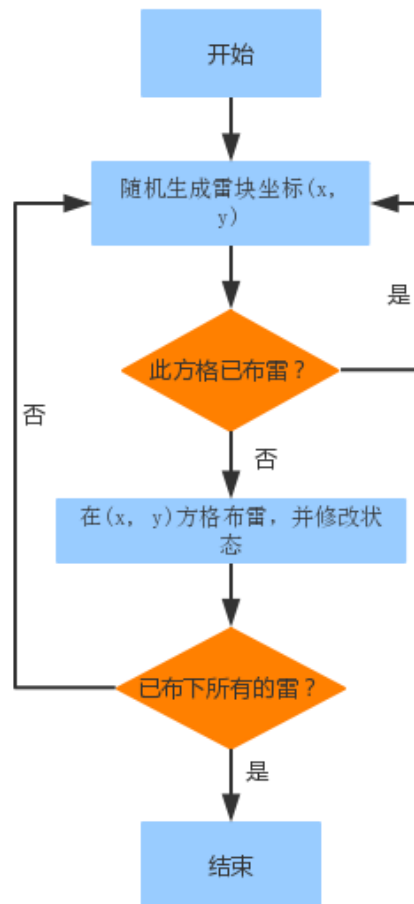 开始
随机生成雷块坐标(x,
y)
是
此方格已布雷？
否
否
在(x, y)方格布雷，并修改状
态
已布下所有的雷？
是
结束